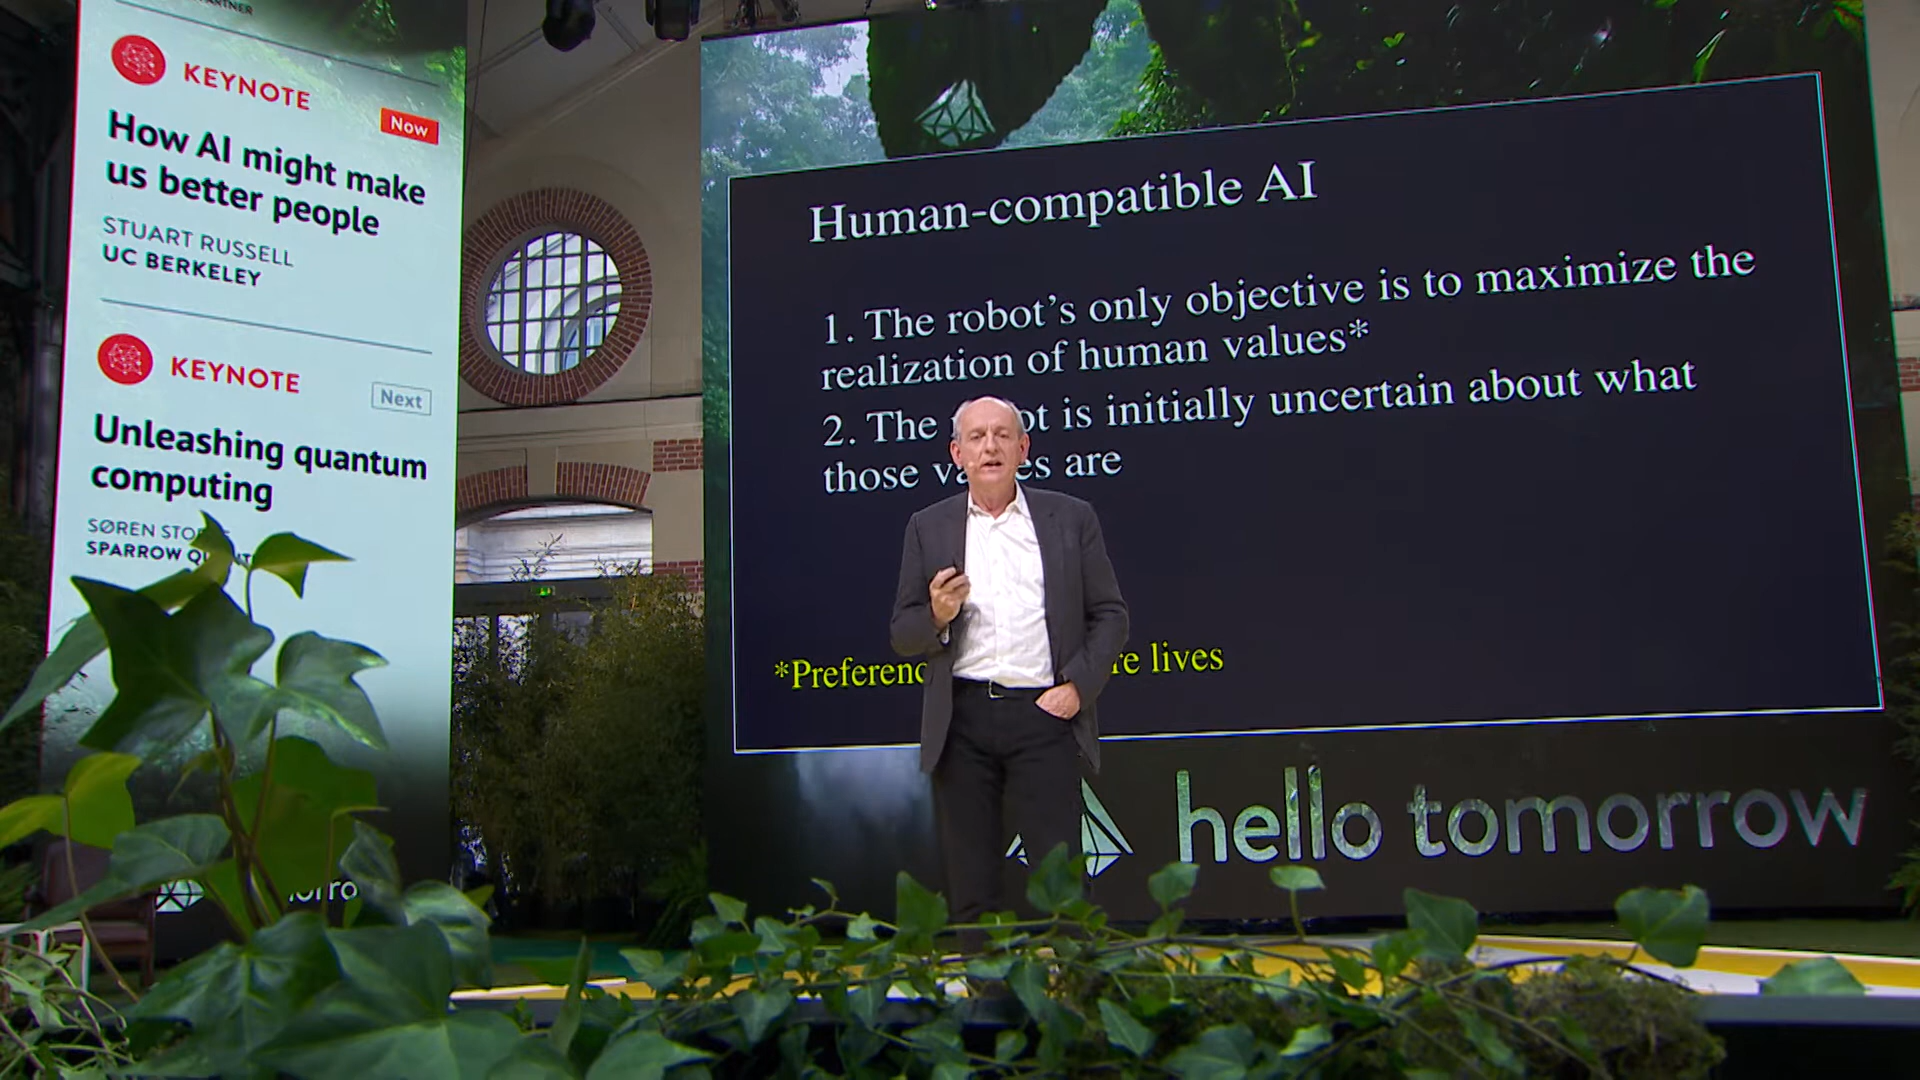 KEYNOTE
Now
How AI might make
us better people
STUART RUSSELL
UC BERKELEY
KEYNOTE
Next
Unleashing quantum
computing
SØREN
SPARROW
Human-compatible AI
1. The robot's only objective is to maximize the
realization of human values*
2. The is initially uncertain about what
those are
lives
hello tomorrow